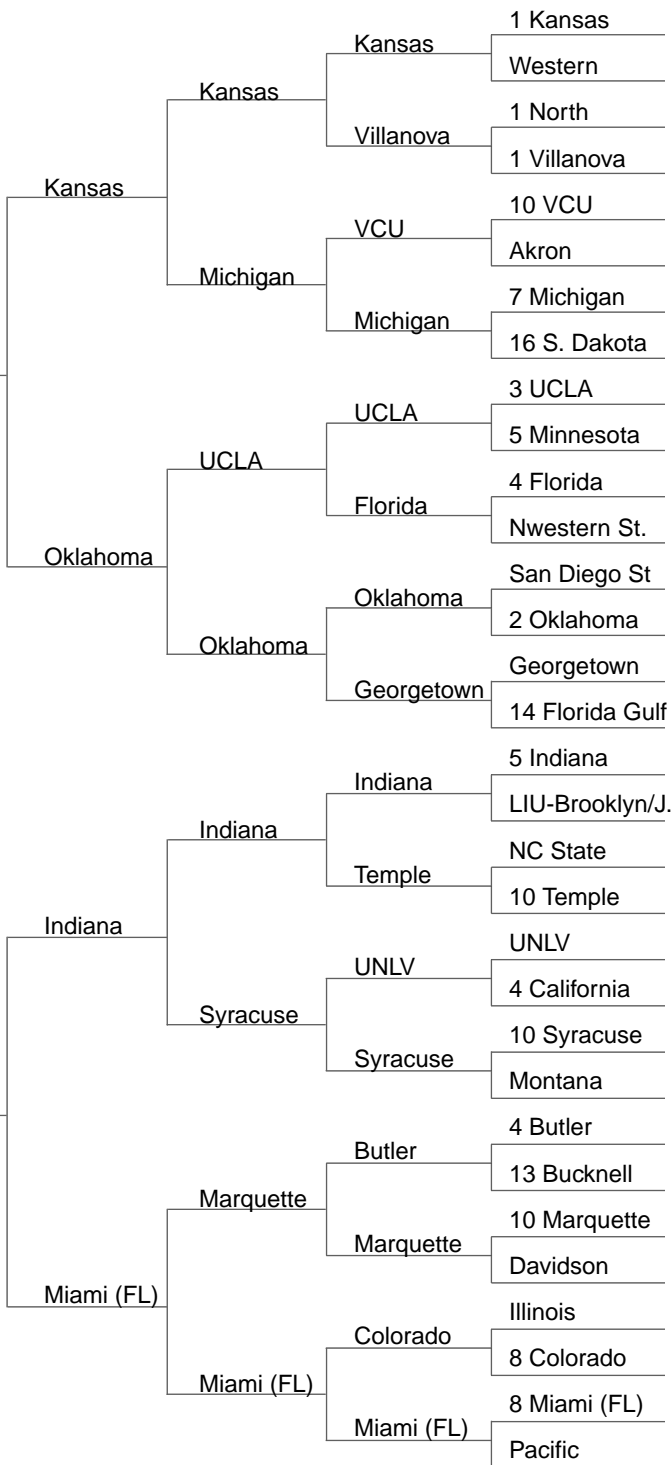 1 Kansas
Kansas
Western
Kansas
1 North
Villanova
1 Villanova
Kansas
10 VCU
VCU
Akron
Michigan
7 Michigan
Michigan
16 S. Dakota
3 UCLA
UCLA
5 Minnesota
UCLA
4 Florida
Florida
Nwestern St.
Oklahoma
San Diego St
Oklahoma
2 Oklahoma
Oklahoma
Georgetown
Georgetown
14 Florida Gulf
5 Indiana
Indiana
LIU-Brooklyn/J.
Indiana
NC State
Temple
10 Temple
Indiana
UNLV
UNLV
4 California
Syracuse
10 Syracuse
Syracuse
Montana
4 Butler
Butler
13 Bucknell
Marquette
10 Marquette
Marquette
Davidson
Miami (FL)
Illinois
Colorado
8 Colorado
Miami (FL)
8 Miami (FL)
Miami (FL)
Pacific